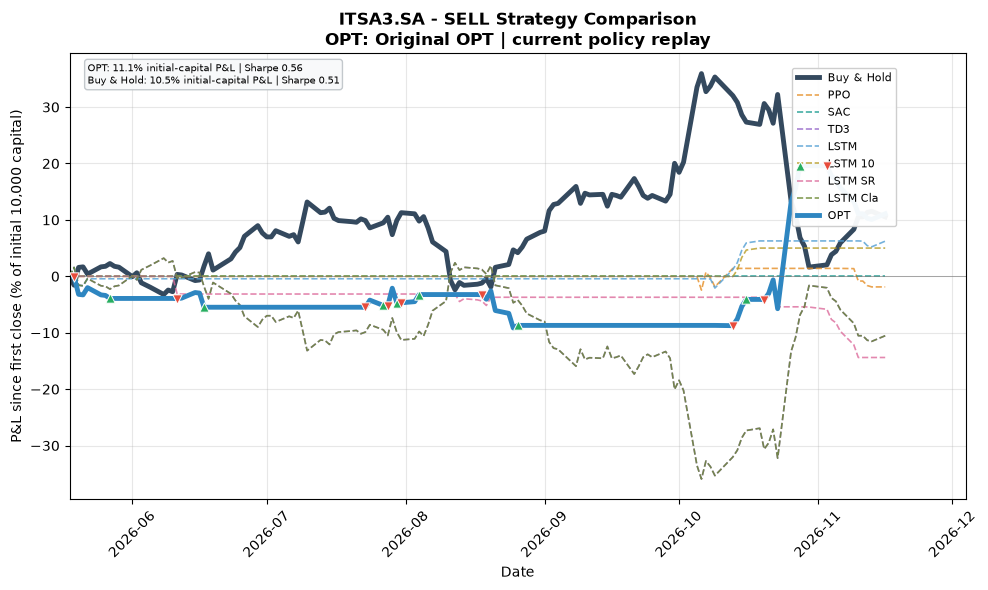 ITSA3.SA - SELL Strategy Comparison
OPT: Original OPT | current policy replay
OPT: 11.1% initial-capital P&L | Sharpe 0.56
Buy & Hold: 10.5% initial-capital P&L | Sharpe 0.51
Buy & Hold
PPO
SAC
TD3
LSTM
LSTM 10
LSTM SR
LSTM Cla
OPT
P&L since first close (% of initial 10,000 capital)
30
20
10
0
−10
−20
−30
2026-06
2026-07
2026-08
2026-09
2026-10
2026-11
2026-12
Date